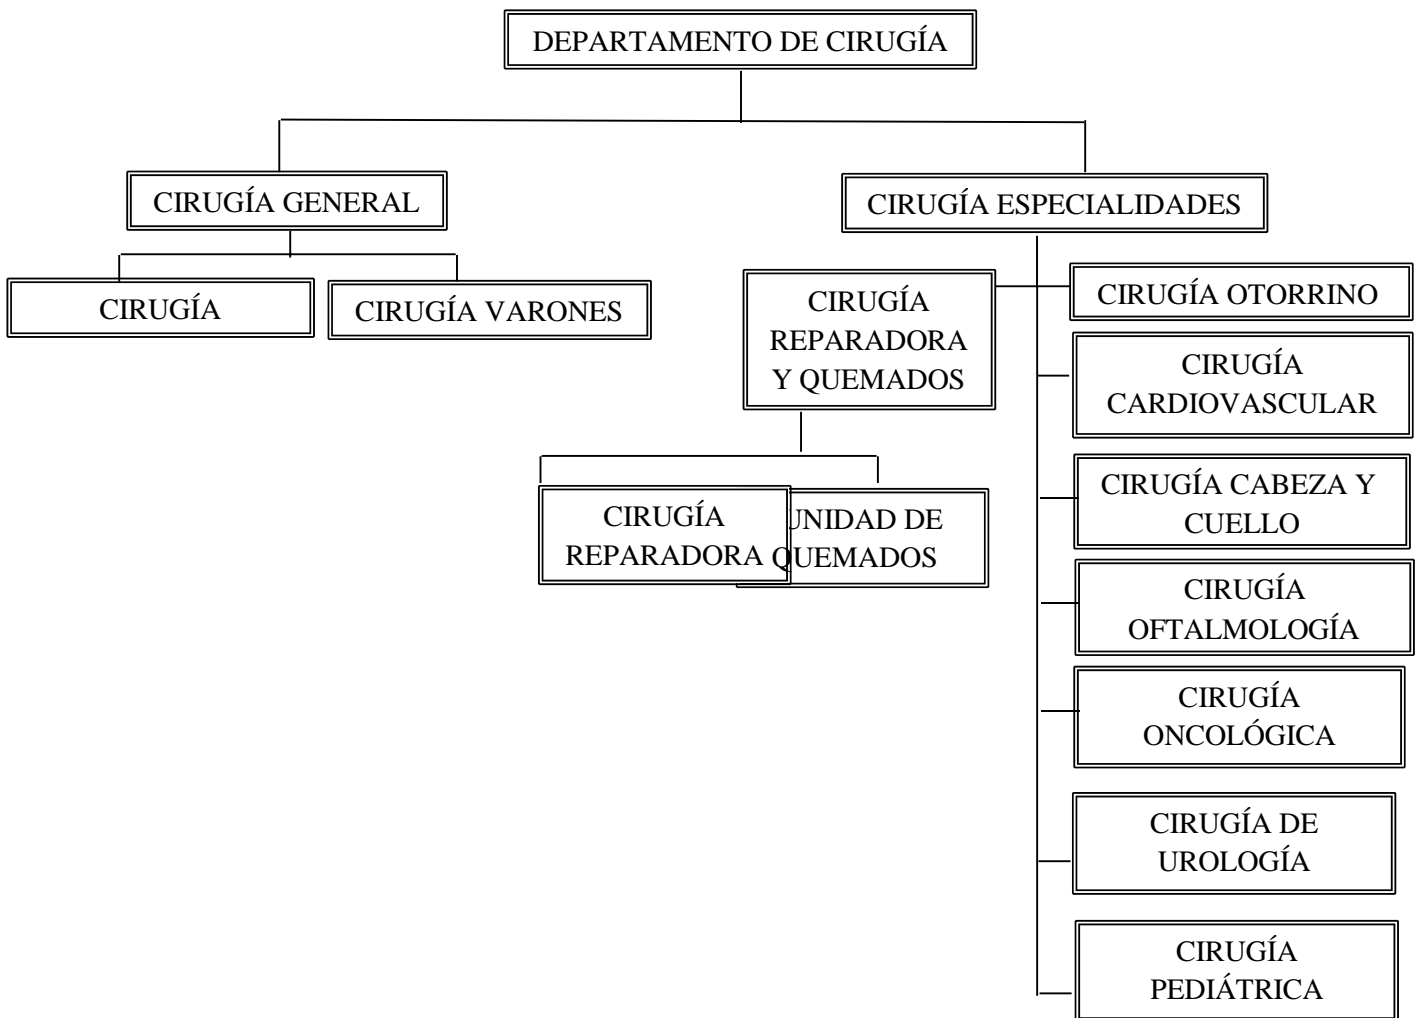 DEPARTAMENTO DE CIRUGÍA
CIRUGÍA GENERAL
CIRUGÍA ESPECIALIDADES
CIRUGÍA
CIRUGÍA VARONES
CIRUGÍA
REPARADORA
Y QUEMADOS
CIRUGÍA
REPARADORA
UNIDAD DE
QUEMADOS
CIRUGÍA OTORRINO
CIRUGÍA
CARDIOVASCULAR
CIRUGÍA CABEZA Y
CUELLO
CIRUGÍA
OFTALMOLOGÍA
CIRUGÍA
ONCOLÓGICA
CIRUGÍA DE
UROLOGÍA
CIRUGÍA
PEDIÁTRICA